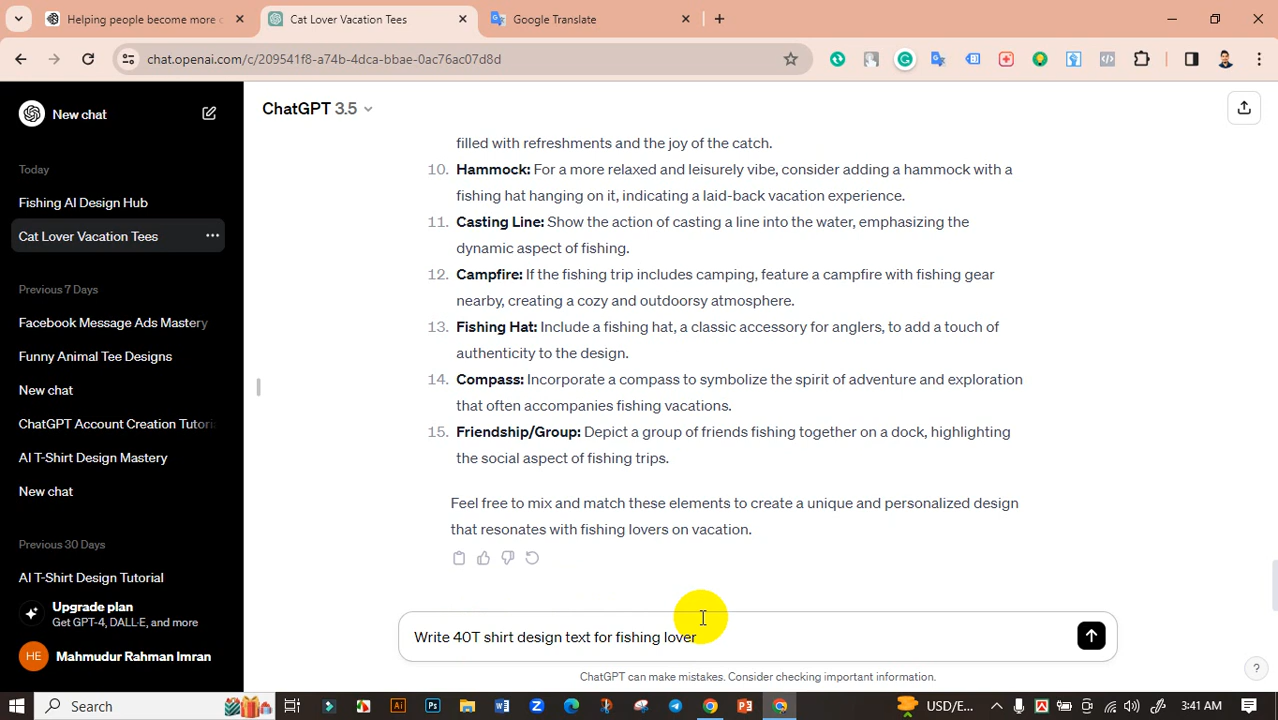 Helping people become more c
Cat Lover Vacation Tees
Google Translate
chat.openai.com/c/209541f8-a74b-4dca-bbae-0ac76ac07d8d
New chat
ChatGPT 3.5
Today
Fishing AI Design Hub
Cat Lover Vacation Tees
Previous 7 Days
Facebook Message Ads Mastery
Funny Animal Tee Designs
New chat
ChatGPT Account Creation Tutori
AI T-Shirt Design Mastery
New chat
Previous 30 Days
AI T-Shirt Design Tutorial
Upgrade plan
Get GPT-4, DALL·E, and more
HE
Mahmudur Rahman Imran
filled with refreshments and the joy of the catch.
10. Hammock: For a more relaxed and leisurely vibe, consider adding a hammock with a
fishing hat hanging on it, indicating a laid-back vacation experience.
11. Casting Line: Show the action of casting a line into the water, emphasizing the
dynamic aspect of fishing.
12. Campfire: If the fishing trip includes camping, feature a campfire with fishing gear
nearby, creating a cozy and outdoorsy atmosphere.
13. Fishing Hat: Include a fishing hat, a classic accessory for anglers, to add a touch of
authenticity to the design.
14. Compass: Incorporate a compass to symbolize the spirit of adventure and exploration
that often accompanies fishing vacations.
15. Friendship/Group: Depict a group of friends fishing together on a dock, highlighting
the social aspect of fishing trips.
Feel free to mix and match these elements to create a unique and personalized design
that resonates with fishing lovers on vacation.
Write 40T shirt design text for fishing lover
ChatGPT can make mistakes. Consider checking important information.
?
Search
Ai
Ps
USD/E...
3:41 AM